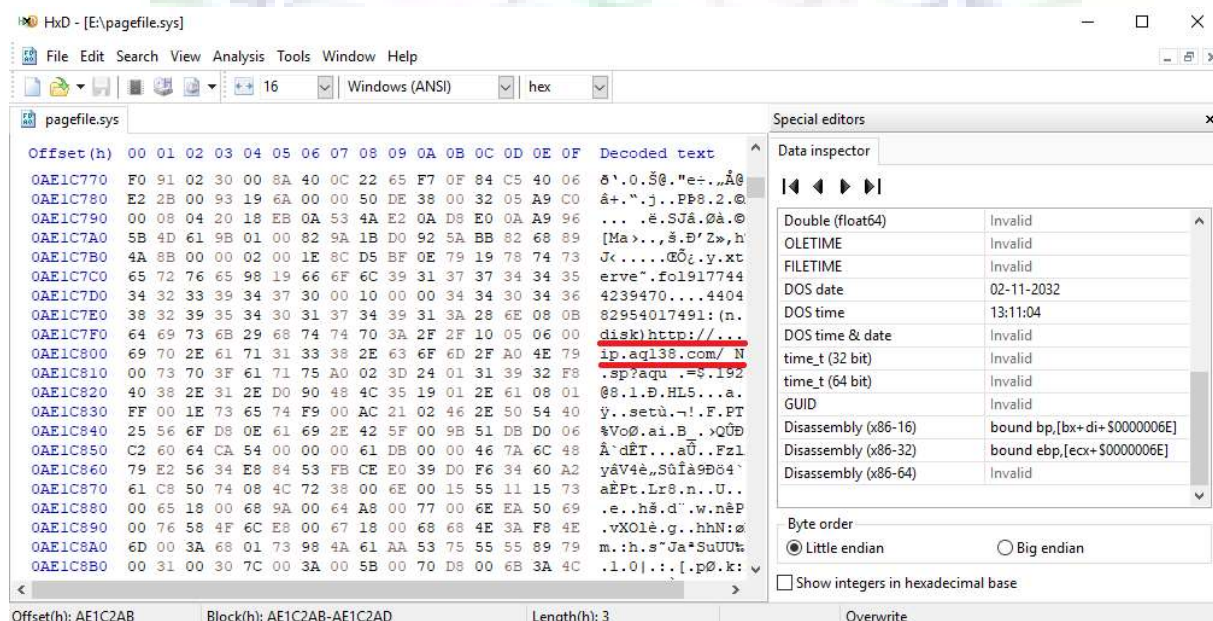 HxD - [E:\pagefile.sys]
File Edit Search View Analysis Tools Window Help
16 Windows (ANSI) hex
pagefile.sys
Offset(h) 00 01 02 03 04 05 06 07 08 09 0A 0B 0C 0D 0E 0F Decoded text
0AE1C770 F0 91 02 30 00 8A 40 0C 22 65 F7 0F 84 C5 40 06 ð‘.0.Š@."e÷.„Å@
0AE1C780 E2 2B 00 93 19 6A 00 00 50 DE 38 00 32 05 A9 C0 â+.“.j..PÞ8.2.©
0AE1C790 00 08 04 20 18 EB 0A 53 4A E2 0A D8 E0 0A A9 96 ... .ë.SJâ.Øà.©
0AE1C7A0 5B 4D 61 9B 01 00 82 9A 1B D0 92 5A BB 82 68 89 [Ma›..‚š.Ð’Z»‚h
0AE1C7B0 4A 8B 00 00 02 00 1E 8C D5 BF 0E 79 19 78 74 73 J‹.....ŒÕ¿.y.xt
0AE1C7C0 65 72 76 65 98 19 66 6F 6C 39 31 37 37 34 34 35 erve˜.fol917744
0AE1C7D0 34 32 33 39 34 37 30 00 10 00 00 34 34 30 34 36 4239470....4404
0AE1C7E0 38 32 39 35 34 30 31 37 34 39 31 3A 28 6E 08 0B 82954017491:(n.
0AE1C7F0 64 69 73 6B 29 68 74 74 70 3A 2F 2F 10 05 06 00 disk)http://...
0AE1C800 69 70 2E 61 71 31 33 38 2E 63 6F 6D 2F A0 4E 79 ip.aq138.com/ N
0AE1C810 00 73 70 3F 61 71 75 A0 02 3D 24 01 31 39 32 F8 .sp?aqu .=$.192
0AE1C820 40 38 2E 31 2E D0 90 48 4C 35 19 01 2E 61 08 01 @8.1.Ð.HL5...a.
0AE1C830 FF 00 1E 73 65 74 F9 00 AC 21 02 46 2E 50 54 40 ÿ..setù.¬!.F.PT
0AE1C840 25 56 6F D8 0E 61 69 2E 42 5F 00 9B 51 DB D0 06 %VoØ.ai.B_.›QÛÐ
0AE1C850 C2 60 64 CA 54 00 00 00 61 DB 00 00 46 7A 6C 48 Â`dÊT...aÛ..Fzl
0AE1C860 79 E2 56 34 E8 84 53 FB CE E0 39 D0 F6 34 60 A2 yâV4è„SûÎà9Ðö4`
0AE1C870 61 C8 50 74 08 4C 72 38 00 6E 00 15 55 11 15 73 aÈPt.Lr8.n..U..
0AE1C880 00 65 18 00 68 9A 00 64 A8 00 77 00 6E EA 50 69 .e..hš.d¨.w.nêP
0AE1C890 00 76 58 4F 6C E8 00 67 18 00 68 68 4E 3A F8 4E .vXOlè.g..hhN:ø
0AE1C8A0 6D 00 3A 68 01 73 98 4A 61 AA 53 75 55 55 89 79 m.:h.s˜JaªSuUU‰
0AE1C8B0 00 31 00 30 7C 00 3A 00 5B 00 70 D8 00 6B 3A 4C .1.0|.:.[.pØ.k:
Special editors
Data inspector
Double (float64) Invalid
OLETIME Invalid
FILETIME Invalid
DOS date 02-11-2032
DOS time 13:11:04
DOS time & date Invalid
time_t (32 bit) Invalid
time_t (64 bit) Invalid
GUID Invalid
Disassembly (x86-16) bound bp,[bx+di+$0000006E]
Disassembly (x86-32) bound ebp,[ecx+$0000006E]
Disassembly (x86-64) Invalid
Byte order
Little endian Big endian
Show integers in hexadecimal base
Offset(h): AE1C2AB Block(h): AE1C2AB-AE1C2AD Length(h): 3 Overwrite